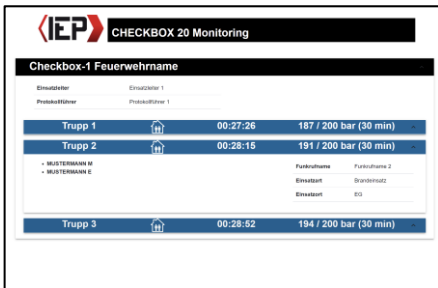 IEP CHECKBOX 20 Monitoring
Checkbox-1 Feuerwehrname
Einsatzleiter Einsatzleiter 1
Protokollführer Protokollführer 1
Trupp 1 00:27:26 187 / 200 bar (30 min)
Trupp 2 00:28:15 191 / 200 bar (30 min)
MUSTERMANN M
MUSTERMANN E
Funkrufname Funkrufname 2
Einsatzart Brandeinsatz
Einsatzort EG
Trupp 3 00:28:52 194 / 200 bar (30 min)